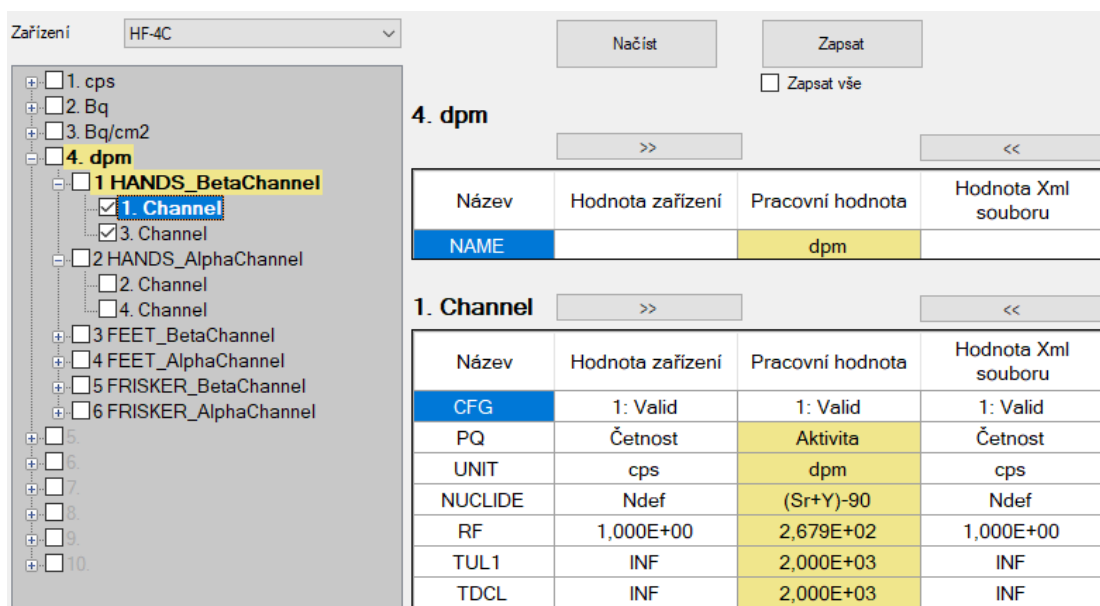 Zařízení HF-4C Načíst Zapsat
Zapsat vše
1. cps
2. Bq
3. Bq/cm2
4. dpm
1 HANDS_BetaChannel
1. Channel
3. Channel
2 HANDS_AlphaChannel
2. Channel
4. Channel
3 FEET_BetaChannel
4 FEET_AlphaChannel
5 FRISKER_BetaChannel
6 FRISKER_AlphaChannel
5.
6.
7.
8.
9.
10.
4. dpm
>> <<
Název Hodnota zařízení Pracovní hodnota Hodnota Xml souboru
NAME dpm
1. Channel >> <<
Název Hodnota zařízení Pracovní hodnota Hodnota Xml souboru
CFG 1: Valid 1: Valid 1: Valid
PQ Četnost Aktivita Četnost
UNIT cps dpm cps
NUCLIDE Ndef (Sr+Y)-90 Ndef
RF 1,000E+00 2,679E+02 1,000E+00
TUL1 INF 2,000E+03 INF
TDCL INF 2,000E+03 INF